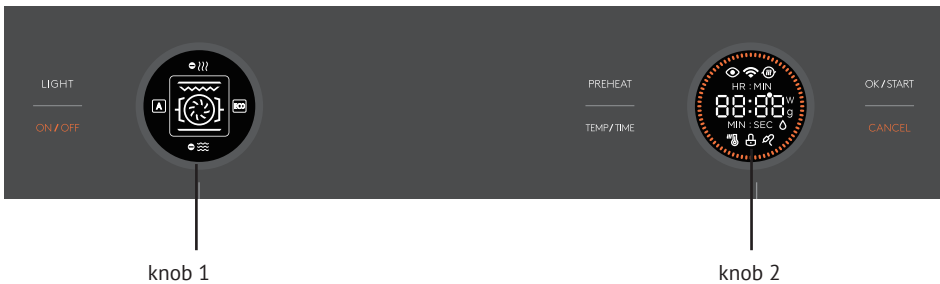 LIGHT
ON / OFF
A
ECO
PREHEAT
TEMP / TIME
HR : MIN
88:88 W
g
MIN : SEC
OK / START
CANCEL
knob 1
knob 2